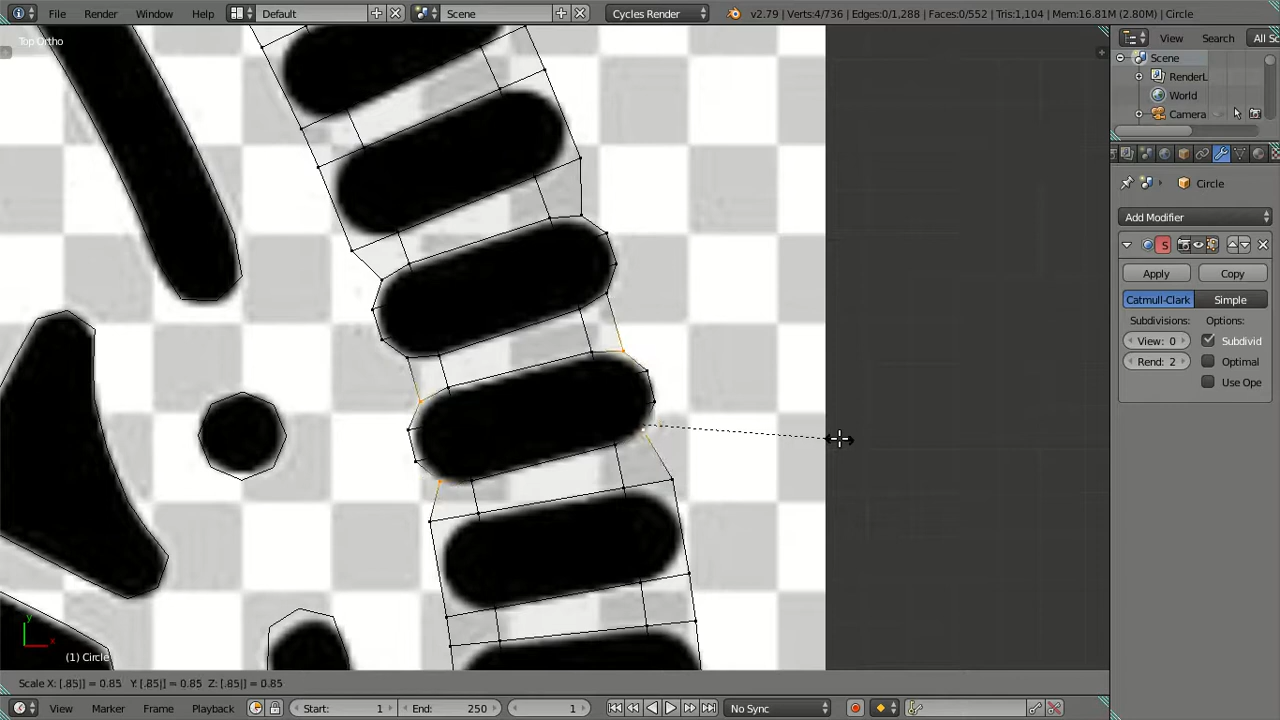 File Render Window Help Default Scene Cycles Render v2.79 | Verts:4/736 | Edges:0/1,288 | Faces:0/552 | Tris:1,104 | Mem:16.81M (2.80M) | Circle
Top Ortho
View Search All Sc
Scene
RenderL
World
Camera
Circle
Add Modifier
S
Apply Copy
Catmull-Clark Simple
Subdivisions: Options:
View: 0 Subdivid
Rend: 2 Optimal
Use Ope
y
x
(1) Circle
Scale X: [.85|] = 0.85 Y: [.85|] = 0.85 Z: [.85|] = 0.85
View Marker Frame Playback Start: 1 End: 250 1 No Sync